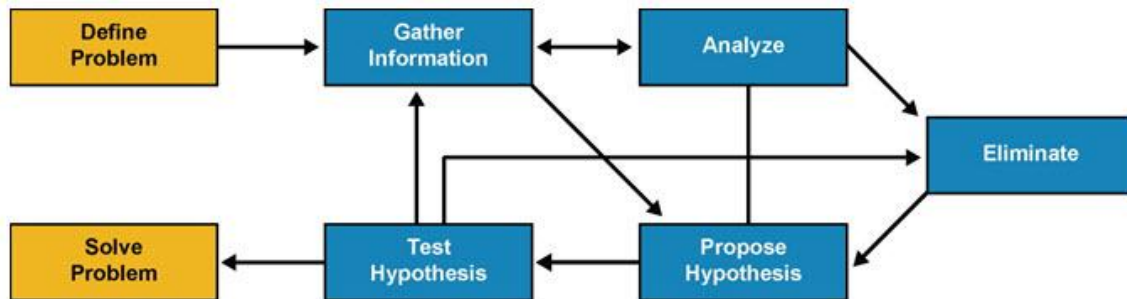 Define
Problem
Gather
Information
Analyze
Eliminate
Solve
Problem
Test
Hypothesis
Propose
Hypothesis